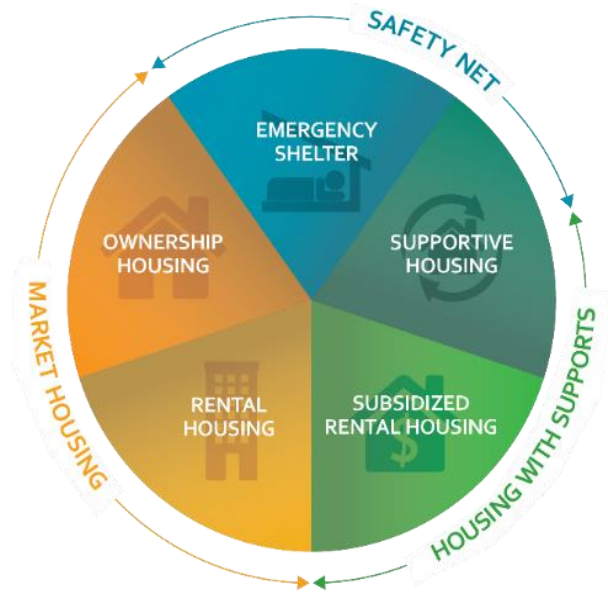 SAFETY NET
EMERGENCY
SHELTER
OWNERSHIP
HOUSING
SUPPORTIVE
HOUSING
MARKET HOUSING
RENTAL
HOUSING
SUBSIDIZED
RENTAL HOUSING
$
HOUSING WITH SUPPORTS